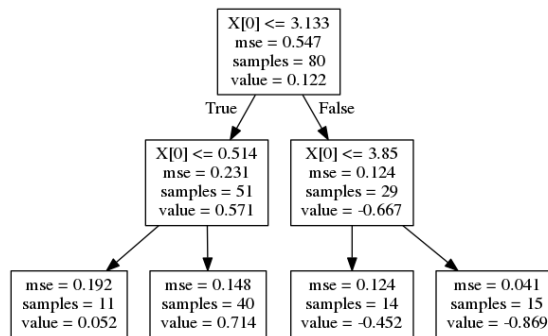 X[0] <= 3.133
mse = 0.547
samples = 80
value = 0.122
True
False
X[0] <= 0.514
mse = 0.231
samples = 51
value = 0.571
X[0] <= 3.85
mse = 0.124
samples = 29
value = -0.667
mse = 0.192
samples = 11
value = 0.052
mse = 0.148
samples = 40
value = 0.714
mse = 0.124
samples = 14
value = -0.452
mse = 0.041
samples = 15
value = -0.869